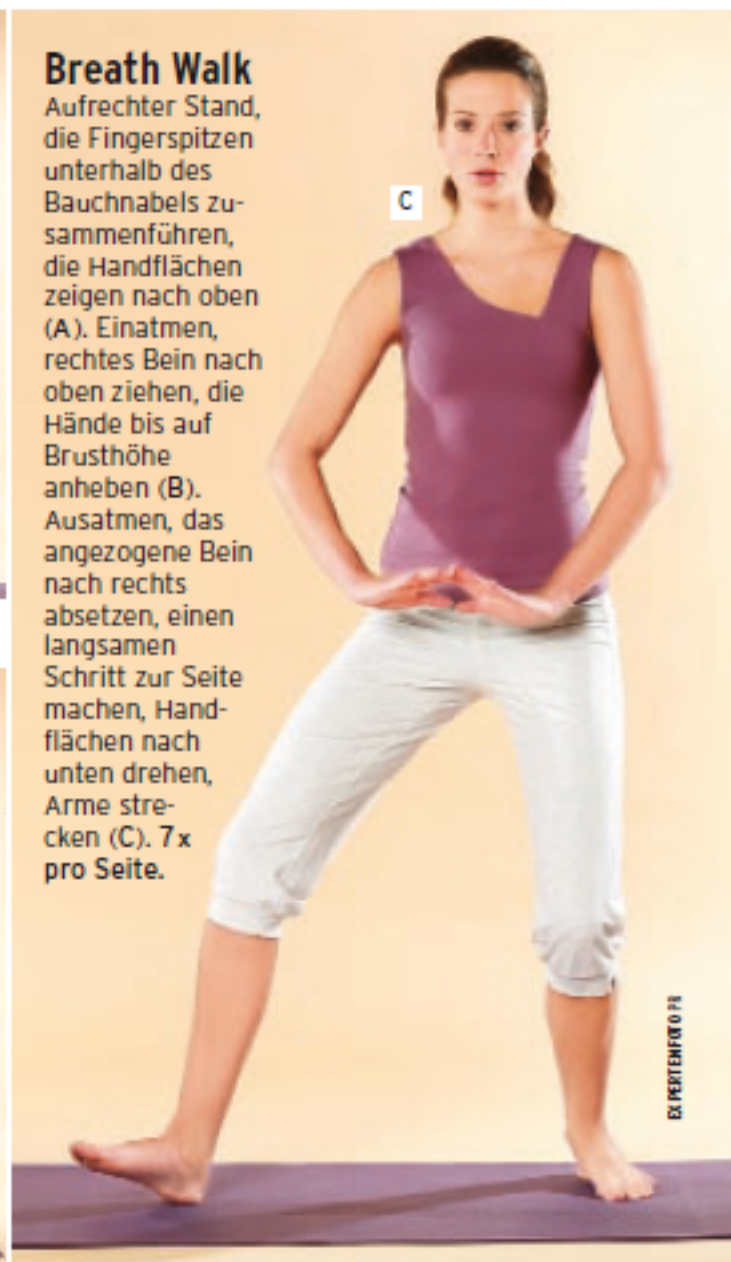 Breath Walk
Aufrechter Stand,
die Fingerspitzen
unterhalb des
Bauchnabels zu-
sammenführen,
die Handflächen
zeigen nach oben
(A). Einatmen,
rechtes Bein nach
oben ziehen, die
Hände bis auf
Brusthöhe
anheben (B).
Ausatmen, das
angezogene Bein
nach rechts
absetzen, einen
langsamen
Schritt zur Seite
machen, Hand-
flächen nach
unten drehen,
Arme stre-
cken (C). 7x
pro Seite.
C
EXPERTENFOTO PR